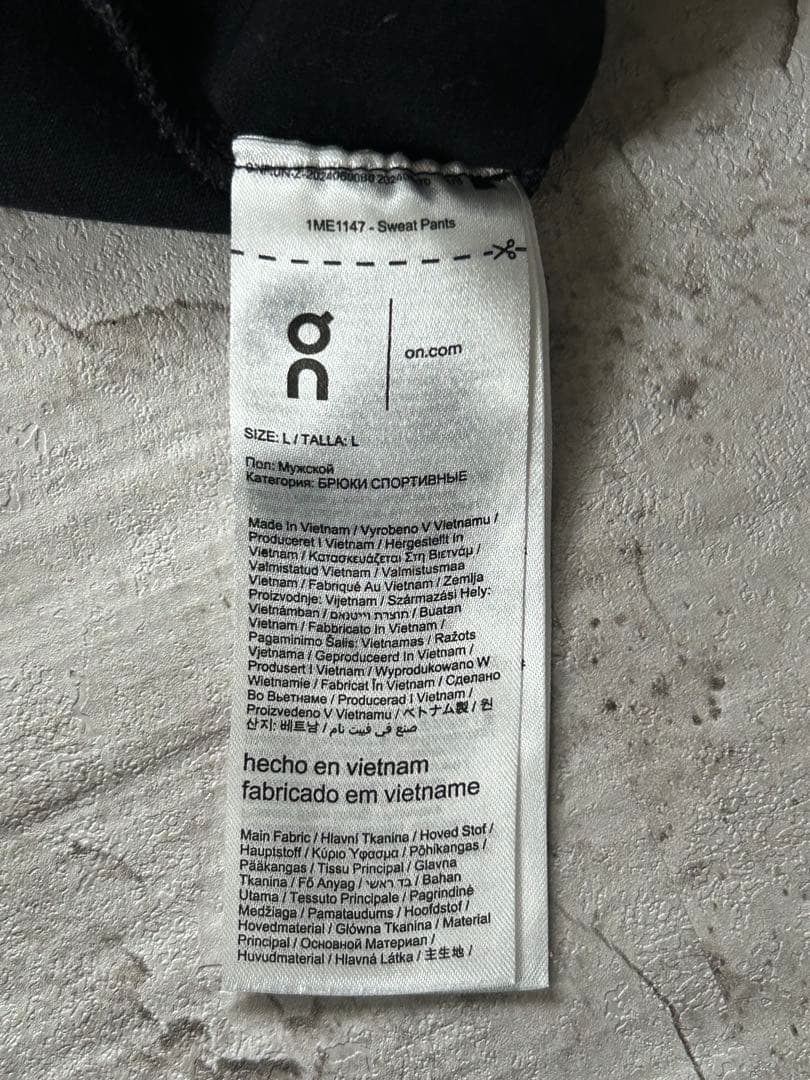 1ME1147 - Sweat Pants
on
on.com
SIZE: L / TALLA: L
Пол: Мужской
Категория: БРЮКИ СПОРТИВНЫЕ
Made In Vietnam / Vyrobeno V Vietnamu /
Produceret I Vietnam / Hergestellt In
Vietnam / Κατασκευάζεται Στη Βιετνάμ /
Valmistatud Vietnam / Valmistusmaa
Vietnam / Fabriqué Au Vietnam / Zemlja
Proizvodnje: Vijetnam / Származási Hely:
Vietnámban / תוצרת וייטנאם / Buatan
Vietnam / Fabbricato In Vietnam /
Pagaminimo Šalis: Vietnamas / Ražots
Vjetnama / Geproduceerd In Vietnam /
Produsert I Vietnam / Wyprodukowano W
Wietnamie / Fabricat În Vietnam / Сделано
Во Вьетнаме / Producerad I Vietnam /
Proizvedeno V Vietnamu / ベトナム製 / 원
산지: 베트남 / صنع في فييت نام
hecho en vietnam
fabricado em vietname
Main Fabric / Hlavní Tkanina / Hoved Stof /
Hauptstoff / Κύριο Ύφασμα / Põhikangas /
Pääkangas / Tissu Principal / Glavna
Tkanina / Fő Anyag / בד ראשי / Bahan
Utama / Tessuto Principale / Pagrindinė
Medžiaga / Pamataudums / Hoofdstof /
Hovedmaterial / Główna Tkanina / Material
Principal / Основной Материал /
Huvudmaterial / Hlavná Látka / 主生地 /